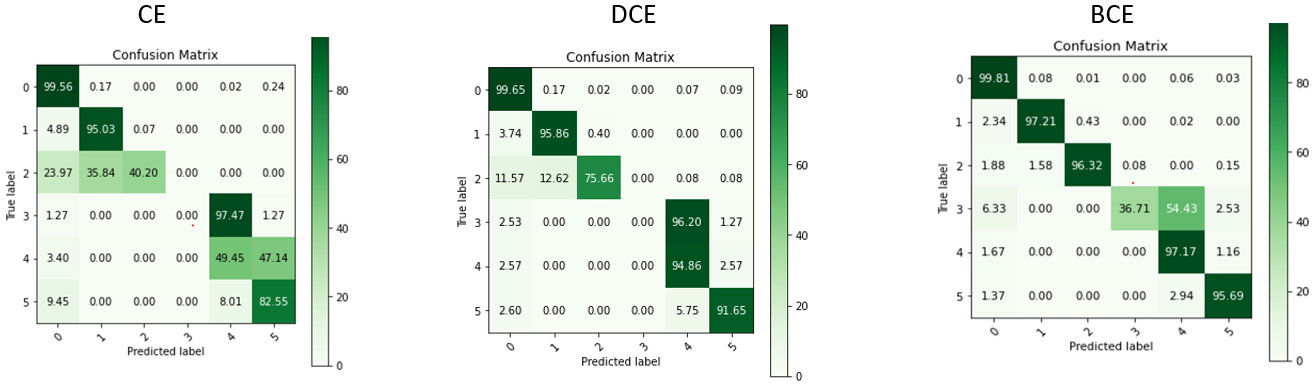 CE
Confusion Matrix
0 99.56 0.17 0.00 0.00 0.02 0.24
1 4.89 95.03 0.07 0.00 0.00 0.00
2 23.97 35.84 40.20 0.00 0.00 0.00
3 1.27 0.00 0.00 0.00 97.47 1.27
4 3.40 0.00 0.00 0.00 49.45 47.14
5 9.45 0.00 0.00 0.00 8.01 82.55
True label
0 1 2 3 4 5
Predicted label
80
60
40
20
0
DCE
Confusion Matrix
0 99.65 0.17 0.02 0.00 0.07 0.09
1 3.74 95.86 0.40 0.00 0.00 0.00
2 11.57 12.62 75.66 0.00 0.08 0.08
3 2.53 0.00 0.00 0.00 96.20 1.27
4 2.57 0.00 0.00 0.00 94.86 2.57
5 2.60 0.00 0.00 0.00 5.75 91.65
True label
0 1 2 3 4 5
Predicted label
80
60
40
20
0
BCE
Confusion Matrix
0 99.81 0.08 0.01 0.00 0.06 0.03
1 2.34 97.21 0.43 0.00 0.02 0.00
2 1.88 1.58 96.32 0.08 0.00 0.15
3 6.33 0.00 0.00 36.71 54.43 2.53
4 1.67 0.00 0.00 0.00 97.17 1.16
5 1.37 0.00 0.00 0.00 2.94 95.69
True label
0 1 2 3 4 5
Predicted label
80
60
40
20
0